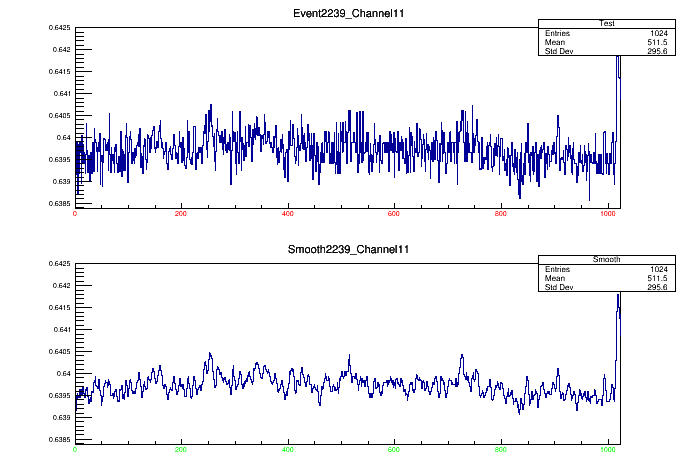 Event2239_Channel11
Test
Entries 1024
Mean 511.5
Std Dev 295.6
0.6425
0.642
0.6415
0.641
0.6405
0.64
0.6395
0.639
0.6385
0 200 400 600 800 1000
Smooth2239_Channel11
Smooth
Entries 1024
Mean 511.5
Std Dev 295.6
0.6425
0.642
0.6415
0.641
0.6405
0.64
0.6395
0.639
0.6385
0 200 400 600 800 1000